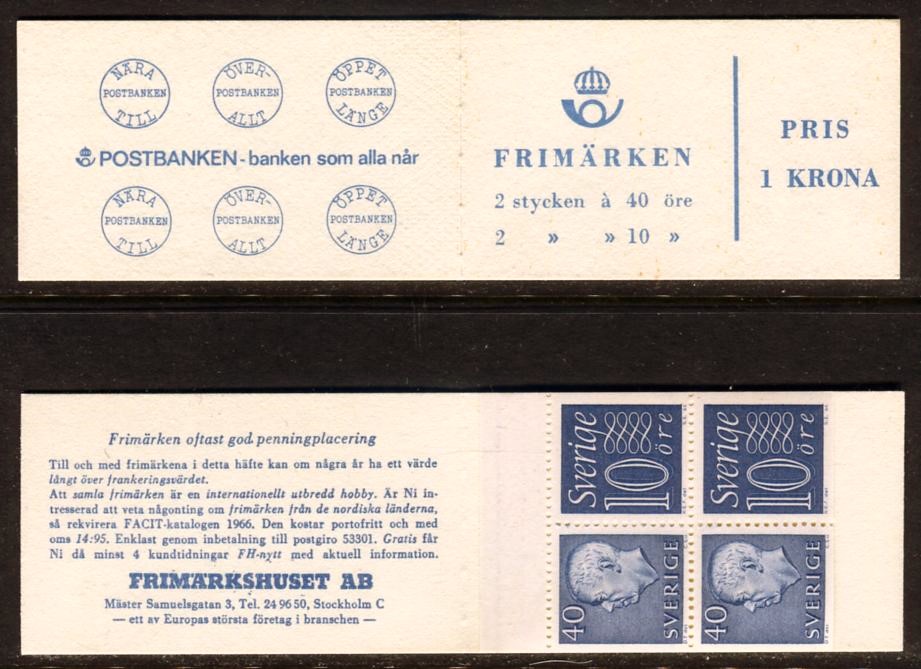 NÄRA POSTBANKEN TILL
ÖVER- POSTBANKEN ALLT
ÖPPET POSTBANKEN LÄNGE
POSTBANKEN - banken som alla når
NÄRA POSTBANKEN TILL
ÖVER- POSTBANKEN ALLT
ÖPPET POSTBANKEN LÄNGE
FRIMÄRKEN
2 stycken à 40 öre
2 » » 10 »
PRIS
1 KRONA
Frimärken oftast god penningplacering
Till och med frimärkena i detta häfte kan om några år ha ett värde
långt över frankeringsvärdet.
Att samla frimärken är en internationellt utbredd hobby. Är Ni in-
tresserad att veta någonting om frimärken från de nordiska länderna,
så rekvirera FACIT-katalogen 1966. Den kostar portofritt och med
oms 14:95. Enklast genom inbetalning till postgiro 53301. Gratis får
Ni då minst 4 kundtidningar FH-nytt med aktuell information.
FRIMÄRKSHUSET AB
Mäster Samuelsgatan 3, Tel. 24 96 50, Stockholm C
— ett av Europas största företag i branschen —
Sverige
10 öre
Sverige
10 öre
40
SVERIGE
40
SVERIGE